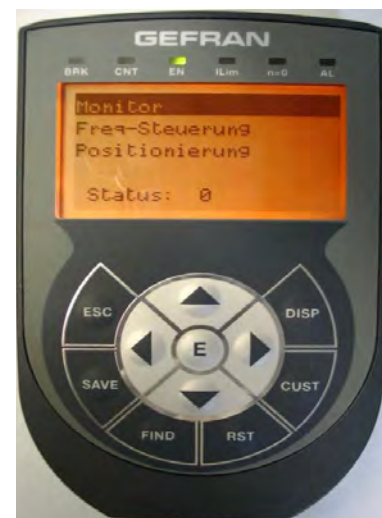 GEFRAN
BRK CNT EN ILim n=0 AL
Monitor
Freq-Steuerung
Positionierung
Status: 0
ESC DISP
E
SAVE CUST
FIND RST